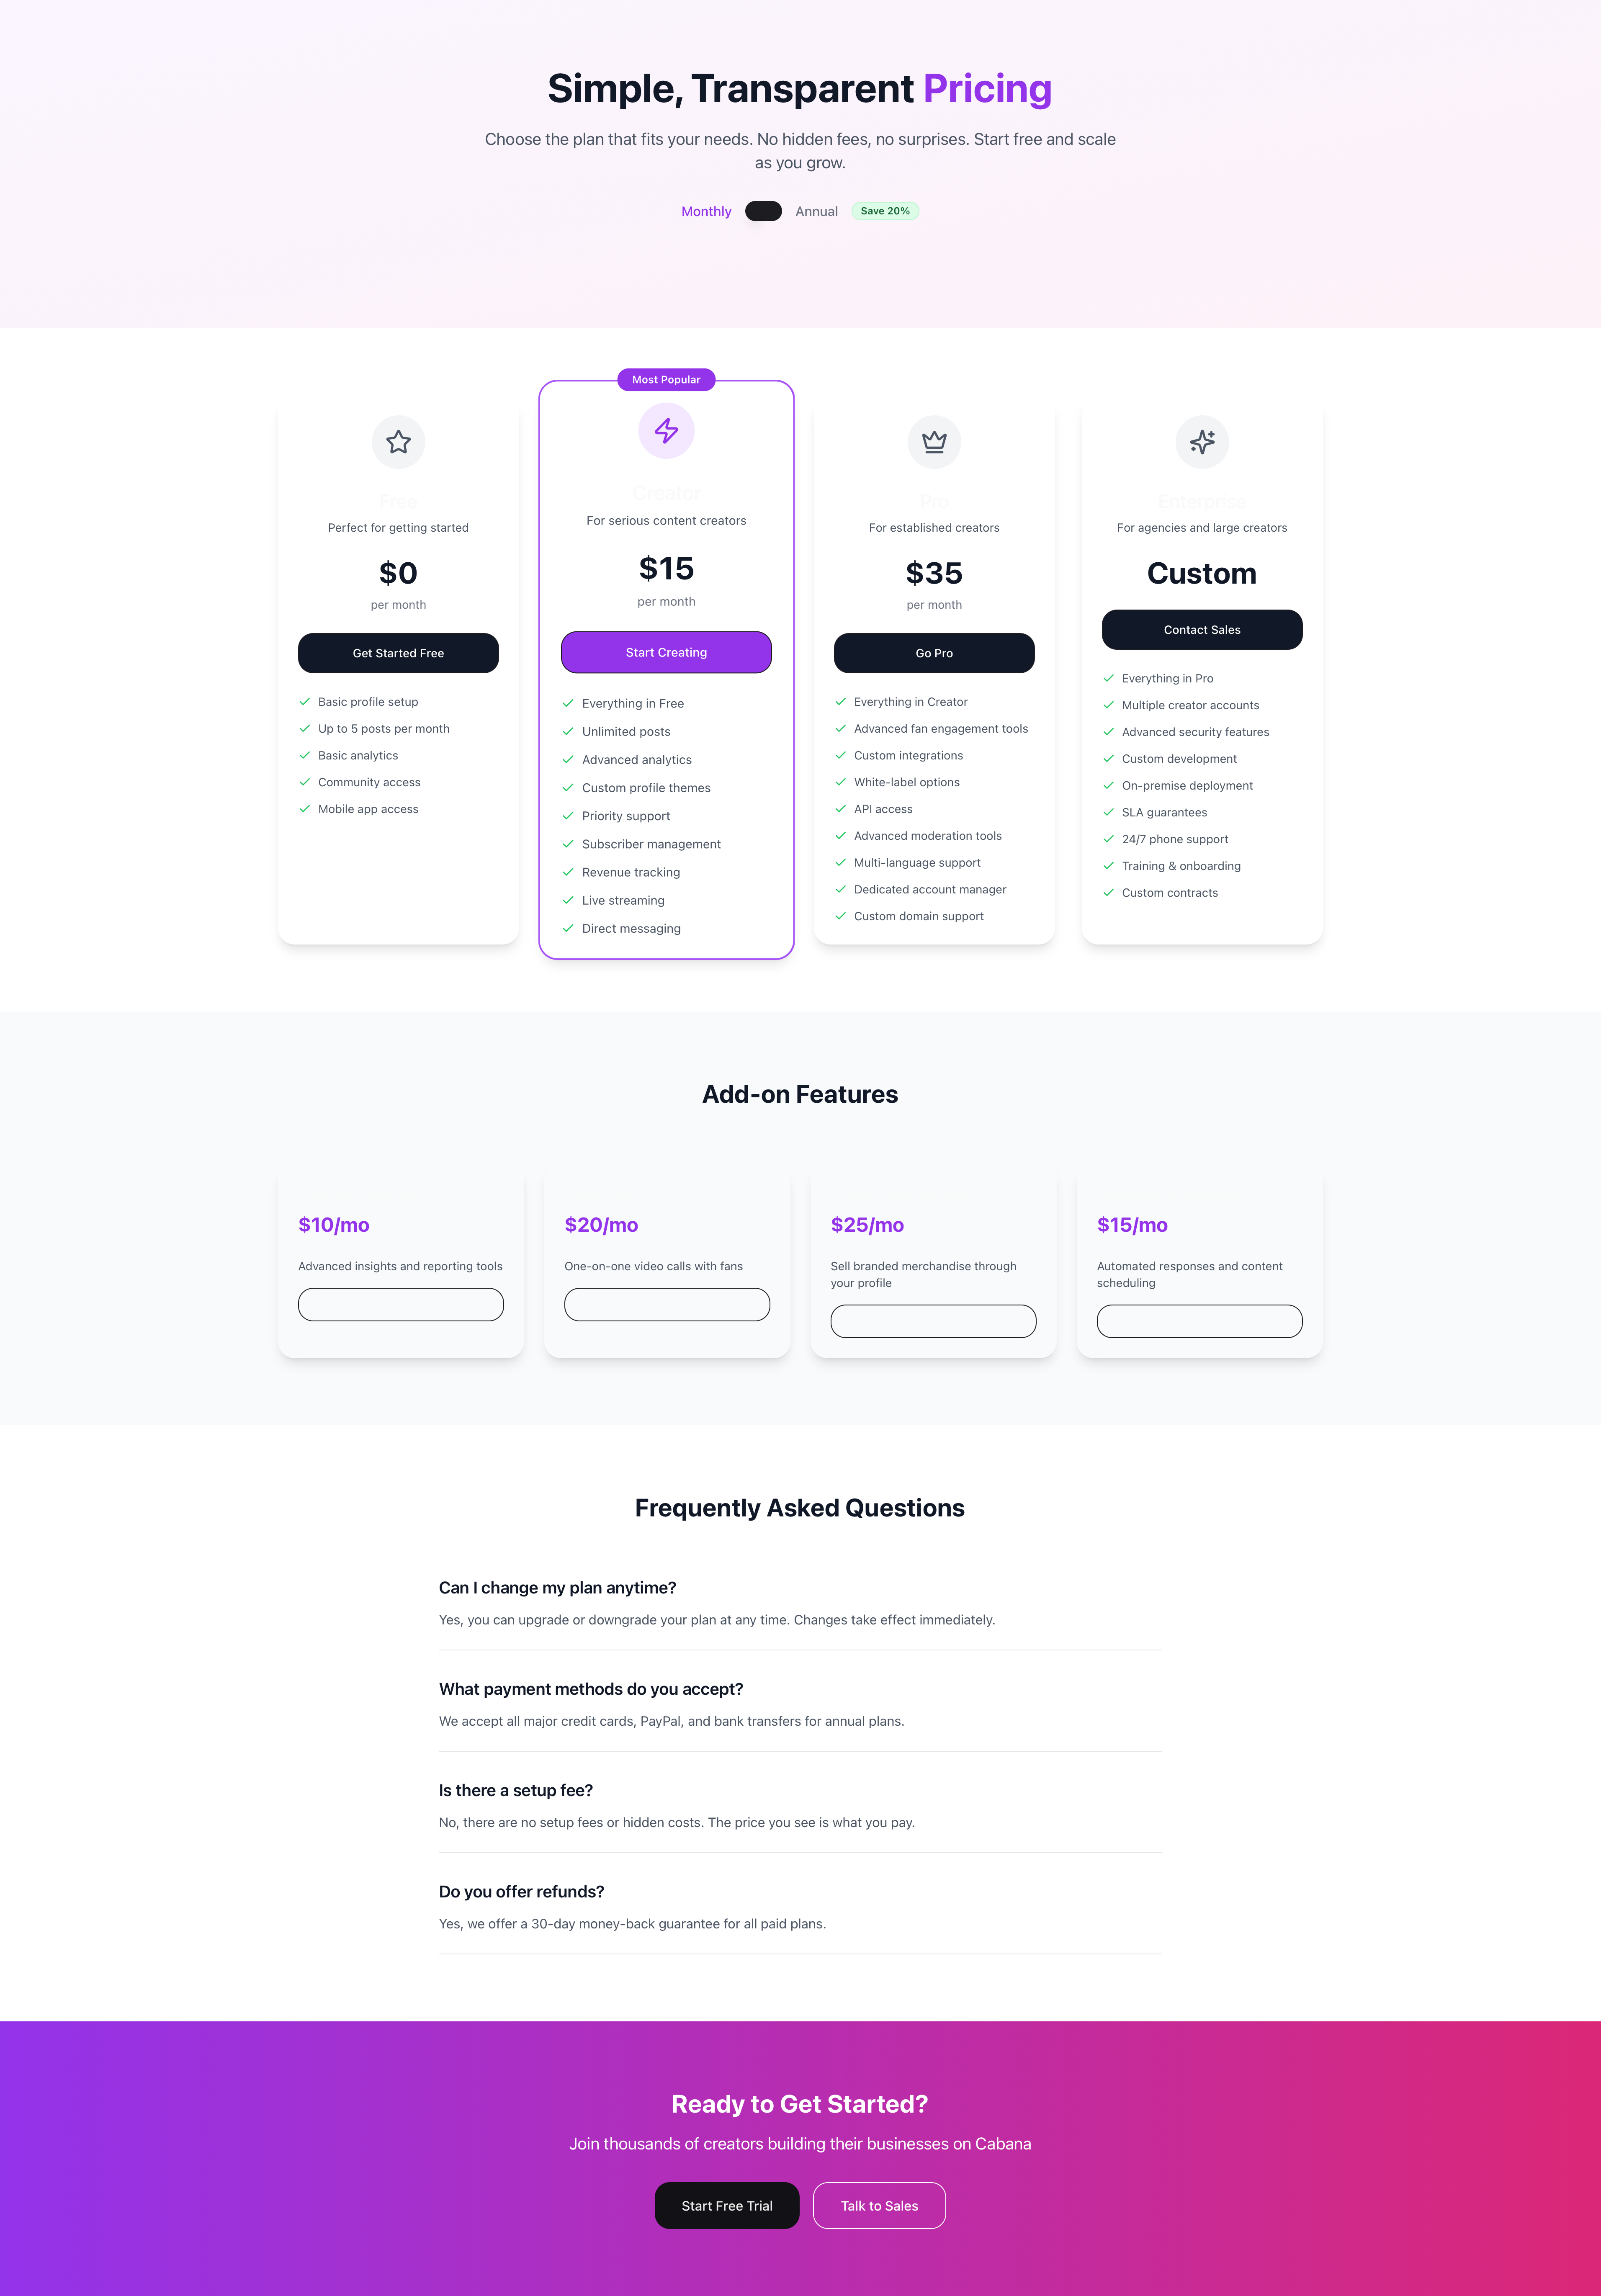 Simple, Transparent Pricing
Choose the plan that fits your needs. No hidden fees, no surprises. Start free and scale
as you grow.
Monthly
Annual
Save 20%
Free
Perfect for getting started
$0
per month
Get Started Free
Basic profile setup
Up to 5 posts per month
Basic analytics
Community access
Mobile app access
Most Popular
Creator
For serious content creators
$15
per month
Start Creating
Everything in Free
Unlimited posts
Advanced analytics
Custom profile themes
Priority support
Subscriber management
Revenue tracking
Live streaming
Direct messaging
Pro
For established creators
$35
per month
Go Pro
Everything in Creator
Advanced fan engagement tools
Custom integrations
White-label options
API access
Advanced moderation tools
Multi-language support
Dedicated account manager
Custom domain support
Enterprise
For agencies and large creators
Custom
Contact Sales
Everything in Pro
Multiple creator accounts
Advanced security features
Custom development
On-premise deployment
SLA guarantees
24/7 phone support
Training & onboarding
Custom contracts
Add-on Features
$10/mo
Advanced insights and reporting tools
$20/mo
One-on-one video calls with fans
$25/mo
Sell branded merchandise through
your profile
$15/mo
Automated responses and content
scheduling
Frequently Asked Questions
Can I change my plan anytime?
Yes, you can upgrade or downgrade your plan at any time. Changes take effect immediately.
What payment methods do you accept?
We accept all major credit cards, PayPal, and bank transfers for annual plans.
Is there a setup fee?
No, there are no setup fees or hidden costs. The price you see is what you pay.
Do you offer refunds?
Yes, we offer a 30-day money-back guarantee for all paid plans.
Ready to Get Started?
Join thousands of creators building their businesses on Cabana
Start Free Trial
Talk to Sales